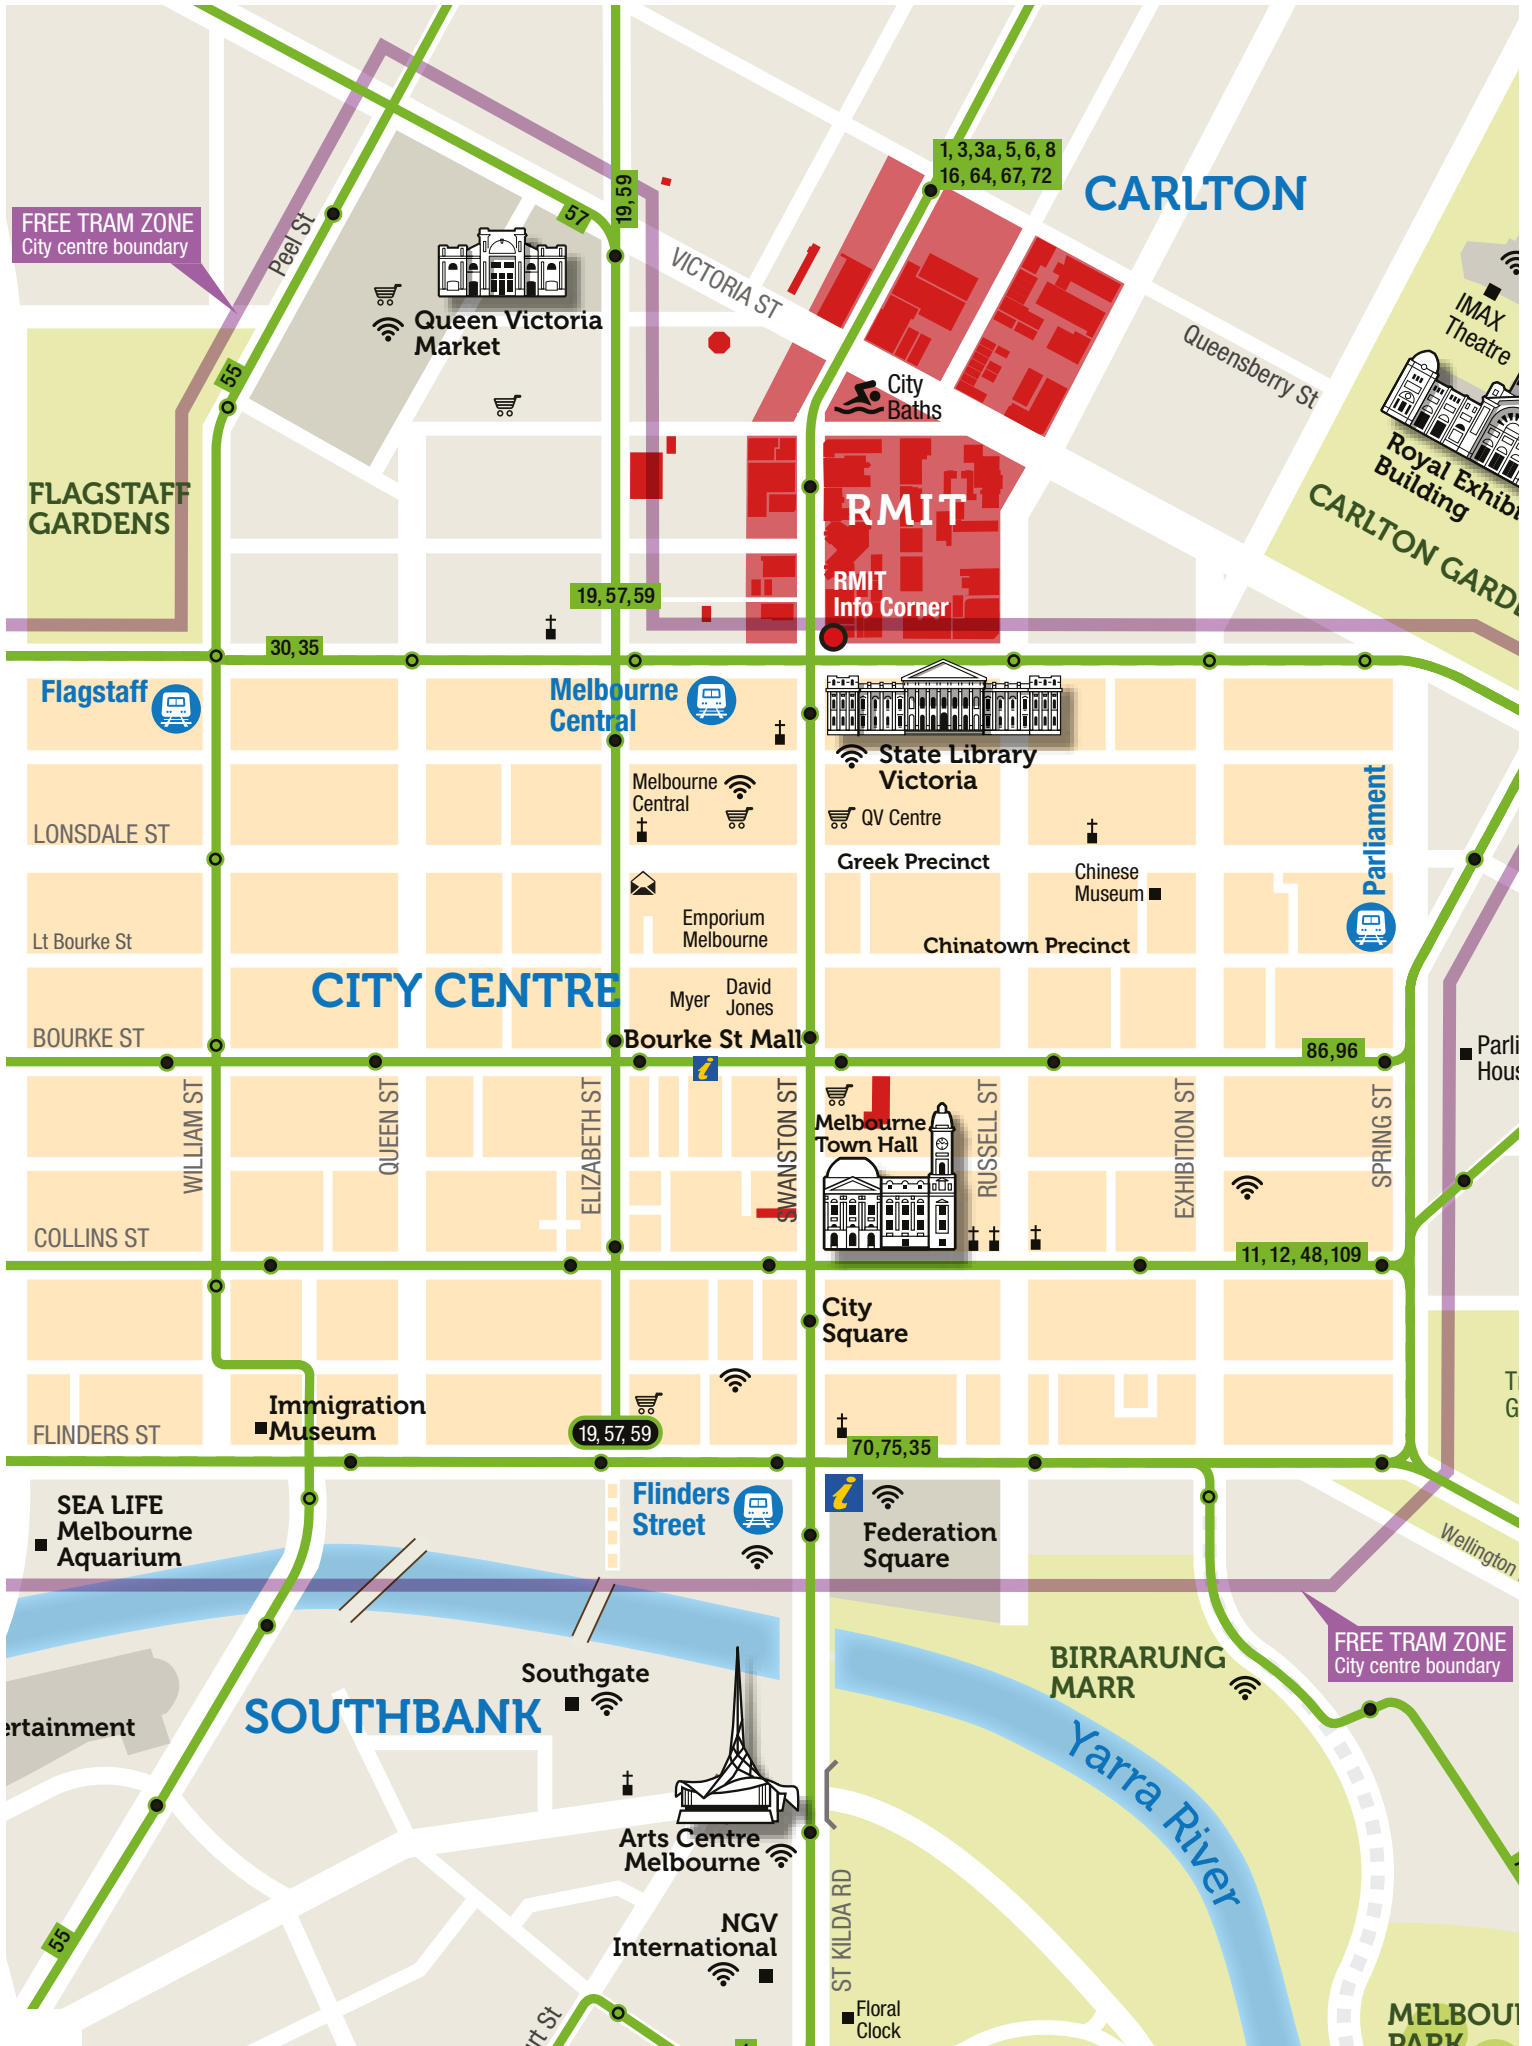 1, 3,3a, 5, 6, 8
16, 64, 67, 72
CARLTON
19, 59
57
FREE TRAM ZONE
City centre boundary
Peel St
VICTORIA ST
Queen Victoria
Market
IMAX
Theatre
Queensberry St
55
City
Baths
Royal Exhib
Building
FLAGSTAFF
GARDENS
RMIT
CARLTON GARD
RMIT
Info Corner
19, 57, 59
30, 35
Flagstaff
Melbourne
Central
State Library
Victoria
Melbourne
Central
QV Centre
LONSDALE ST
Parliament
Greek Precinct
Chinese
Museum
Emporium
Melbourne
Lt Bourke St
Chinatown Precinct
CITY CENTRE
Myer
David
Jones
BOURKE ST
Bourke St Mall
86, 96
Parli
Hous
i
WILLIAM ST
QUEEN ST
ELIZABETH ST
SWANSTON ST
RUSSELL ST
EXHIBITION ST
SPRING ST
Melbourne
Town Hall
COLLINS ST
11, 12, 48, 109
City
Square
Immigration
Museum
FLINDERS ST
19, 57, 59
70, 75, 35
T
G
SEA LIFE
Melbourne
Aquarium
Flinders
Street
i
Federation
Square
Wellington
FREE TRAM ZONE
City centre boundary
BIRRARUNG
MARR
Southgate
SOUTHBANK
ertainment
Yarra River
Arts Centre
Melbourne
ST KILDA RD
55
NGV
International
Floral
Clock
rt St
MELBOU
PARK